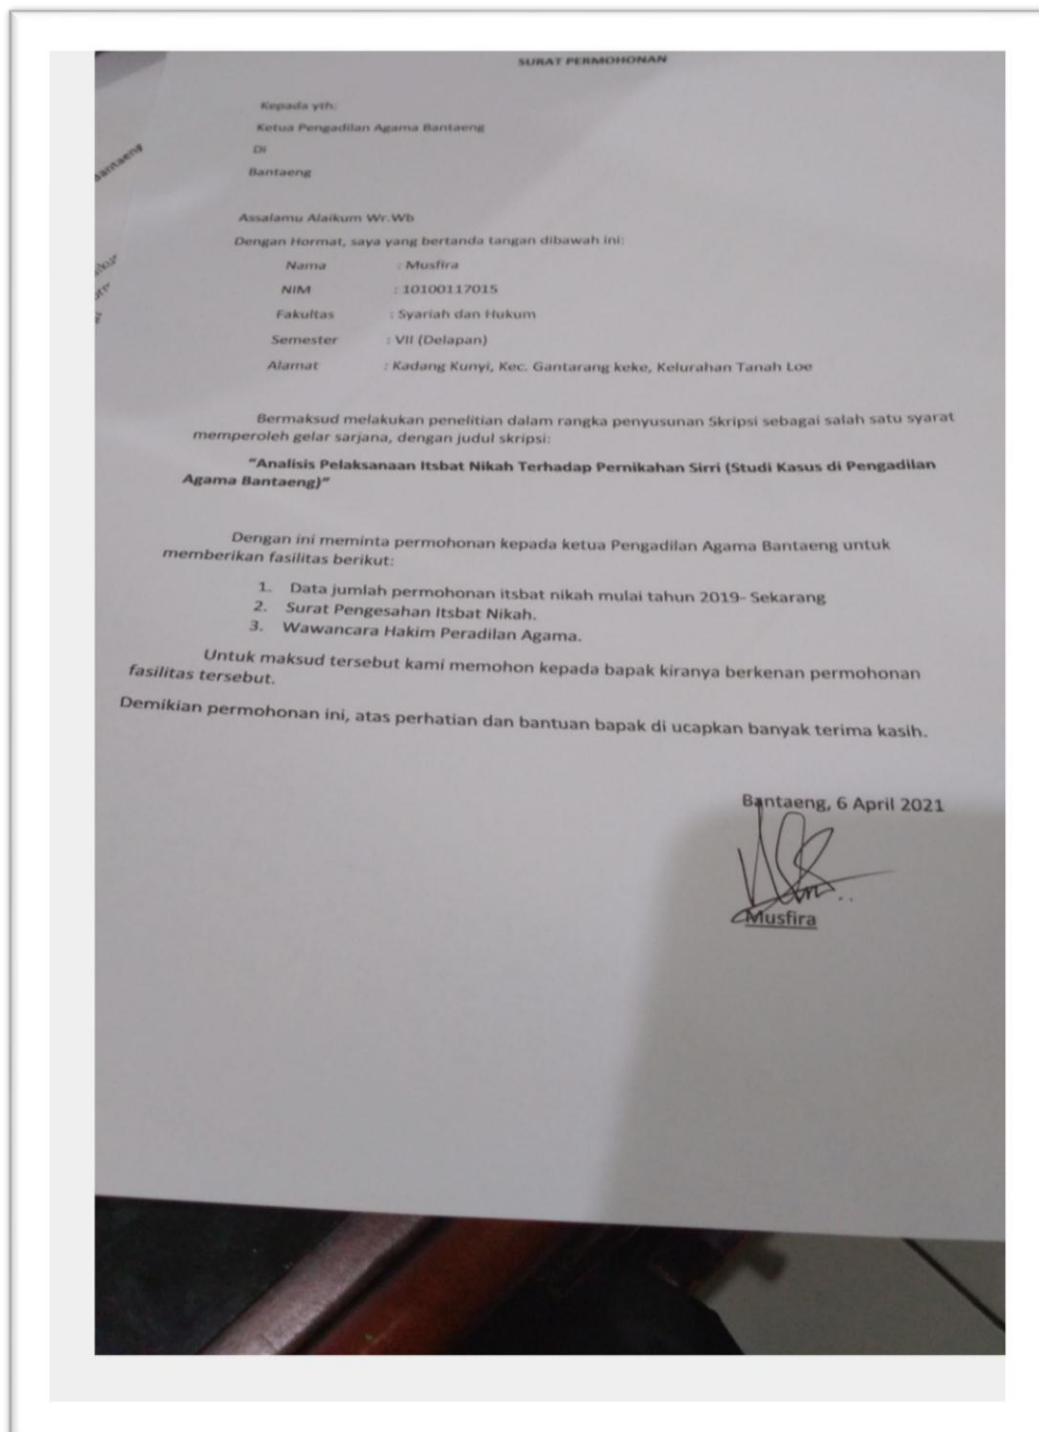 SURAT PERMOHONAN
Kepada yth:
Ketua Pengadilan Agama Bantaeng
Di
Bantaeng
Bantaeng
Assalamu Alaikum Wr.Wb
Dengan Hormat, saya yang bertanda tangan dibawah ini:
Nama : Musfira
NIM : 10100117015
Fakultas : Syariah dan Hukum
Semester : VII (Delapan)
Alamat : Kadang Kunyi, Kec. Gantarang keke, Kelurahan Tanah Loe
Bermaksud melakukan penelitian dalam rangka penyusunan Skripsi sebagai salah satu syarat
memperoleh gelar sarjana, dengan judul skripsi:
"Analisis Pelaksanaan Itsbat Nikah Terhadap Pernikahan Sirri (Studi Kasus di Pengadilan
Agama Bantaeng)"
Dengan ini meminta permohonan kepada ketua Pengadilan Agama Bantaeng untuk
memberikan fasilitas berikut:
1. Data jumlah permohonan itsbat nikah mulai tahun 2019- Sekarang
2. Surat Pengesahan Itsbat Nikah.
3. Wawancara Hakim Peradilan Agama.
Untuk maksud tersebut kami memohon kepada bapak kiranya berkenan permohonan
fasilitas tersebut.
Demikian permohonan ini, atas perhatian dan bantuan bapak di ucapkan banyak terima kasih.
Bantaeng, 6 April 2021
Musfira